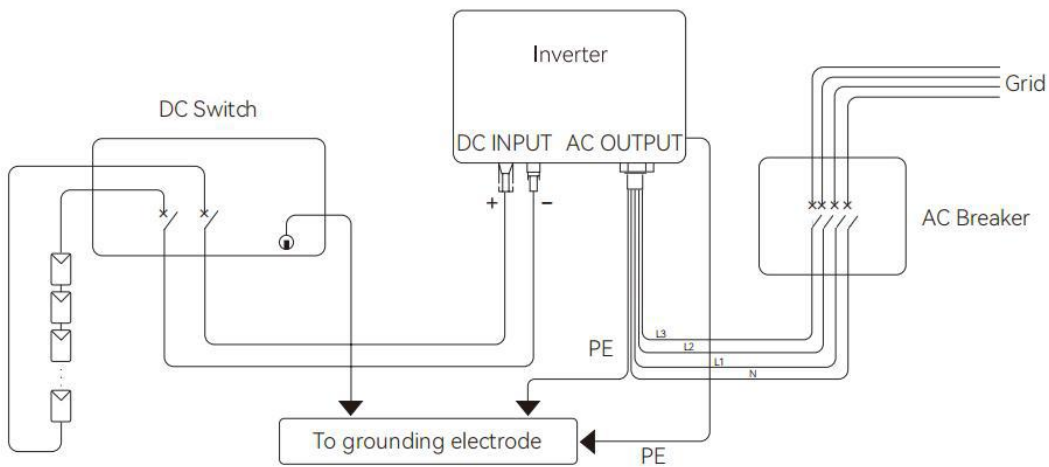 Inverter
Grid
DC Switch
DC INPUT AC OUTPUT
+ −
AC Breaker
L3
PE L2
L1
N
To grounding electrode
PE